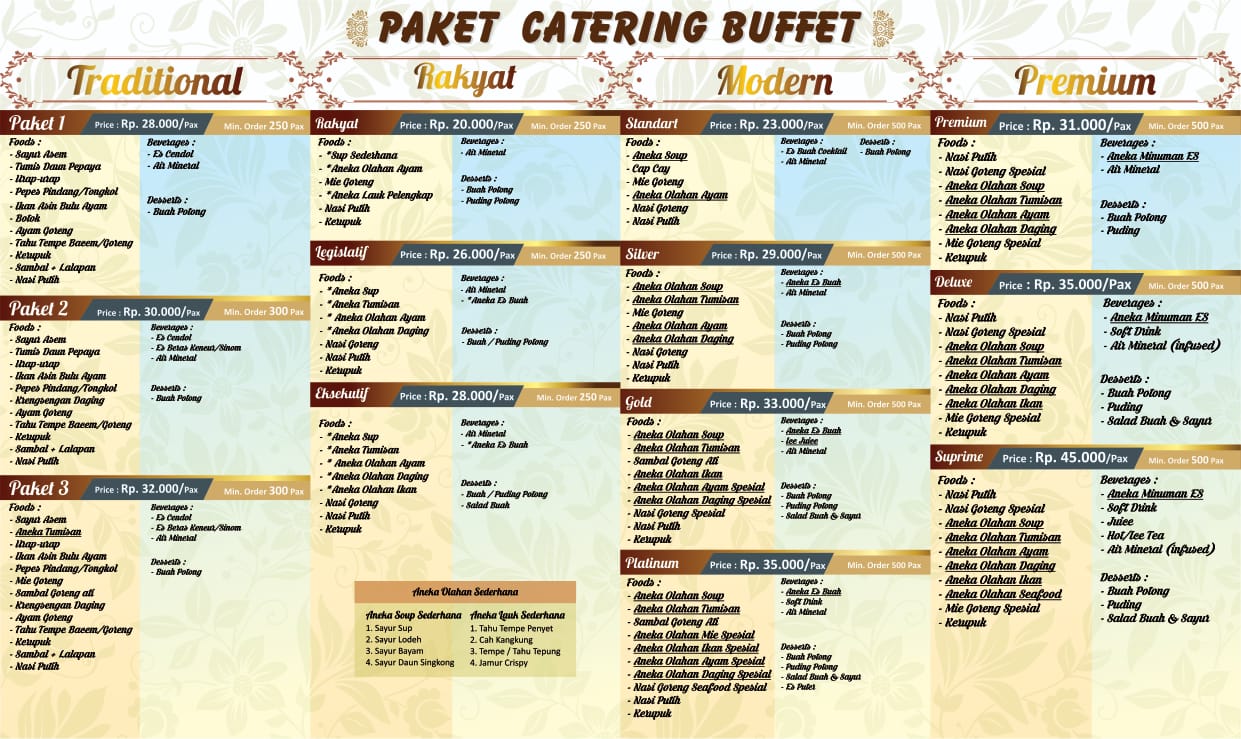 PAKET CATERING BUFFET
Traditional
Paket 1
Price : Rp. 28.000/Pax
Min. Order 250 Pax
Foods :
- Sayur Asem
- Tumis Daun Pepaya
- Urap-urap
- Pepes Pindang/Tongkol
- Ikan Asin Bulu Ayam
- Botok
- Ayam Goreng
- Tahu Tempe Bacem/Goreng
- Kerupuk
- Sambal + Lalapan
- Nasi Putih
Beverages :
- Es Cendol
- Air Mineral
Desserts :
- Buah Potong
Paket 2
Price : Rp. 30.000/Pax
Min. Order 300 Pax
Foods :
- Sayur Asem
- Tumis Daun Pepaya
- Urap-urap
- Ikan Asin Bulu Ayam
- Pepes Pindang/Tongkol
- Krengsengan Daging
- Ayam Goreng
- Tahu Tempe Bacem/Goreng
- Kerupuk
- Sambal + Lalapan
- Nasi Putih
Beverages :
- Es Cendol
- Es Beras Kencur/Sinom
- Air Mineral
Desserts :
- Buah Potong
Paket 3
Price : Rp. 32.000/Pax
Min. Order 300 Pax
Foods :
- Sayur Asem
- Aneka Tumisan
- Urap-urap
- Ikan Asin Bulu Ayam
- Pepes Pindang/Tongkol
- Mie Goreng
- Sambal Goreng ati
- Krengsengan Daging
- Ayam Goreng
- Tahu Tempe Bacem/Goreng
- Kerupuk
- Sambal + Lalapan
- Nasi Putih
Beverages :
- Es Cendol
- Es Beras Kencur/Sinom
- Air Mineral
Desserts :
- Buah Potong
Rakyat
Rakyat
Price : Rp. 20.000/Pax
Min. Order 250 Pax
Foods :
- *Sup Sederhana
- *Aneka Olahan Ayam
- Mie Goreng
- *Aneka Lauk Pelengkap
- Nasi Putih
- Kerupuk
Beverages :
- Air Mineral
Desserts :
- Buah Potong
- Puding Potong
Legislatif
Price : Rp. 26.000/Pax
Min. Order 250 Pax
Foods :
- *Aneka Sup
- *Aneka Tumisan
- * Aneka Olahan Ayam
- *Aneka Olahan Daging
- Nasi Goreng
- Nasi Putih
- Kerupuk
Beverages :
- Air Mineral
- *Aneka Es Buah
Desserts :
- Buah / Puding Potong
Eksekutif
Price : Rp. 28.000/Pax
Min. Order 250 Pax
Foods :
- *Aneka Sup
- *Aneka Tumisan
- * Aneka Olahan Ayam
- *Aneka Olahan Daging
- *Aneka Olahan Ikan
- Nasi Goreng
- Nasi Putih
- Kerupuk
Beverages :
- Air Mineral
- *Aneka Es Buah
Desserts :
- Buah / Puding Potong
- Salad Buah
Aneka Olahan Sederhana
Aneka Soup Sederhana
1. Sayur Sup
2. Sayur Lodeh
3. Sayur Bayam
4. Sayur Daun Singkong
Aneka Lauk Sederhana
1. Tahu Tempe Penyet
2. Cah Kangkung
3. Tempe / Tahu Tepung
4. Jamur Crispy
Modern
Standart
Price : Rp. 23.000/Pax
Min. Order 500 Pax
Foods :
- Aneka Soup
- Cap Cay
- Mie Goreng
- Aneka Olahan Ayam
- Nasi Goreng
- Nasi Putih
Beverages :
- Es Buah Cocktail
- Air Mineral
Desserts :
- Buah Potong
Silver
Price : Rp. 29.000/Pax
Min. Order 500 Pax
Foods :
- Aneka Olahan Soup
- Aneka Olahan Tumisan
- Mie Goreng
- Aneka Olahan Ayam
- Aneka Olahan Daging
- Nasi Goreng
- Nasi Putih
- Kerupuk
Beverages :
- Aneka Es Buah
- Air Mineral
Desserts :
- Buah Potong
- Puding Potong
Gold
Price : Rp. 33.000/Pax
Min. Order 500 Pax
Foods :
- Aneka Olahan Soup
- Aneka Olahan Tumisan
- Sambal Goreng Ati
- Aneka Olahan Ikan
- Aneka Olahan Ayam Spesial
- Aneka Olahan Daging Spesial
- Nasi Goreng Spesial
- Nasi Putih
- Kerupuk
Beverages :
- Aneka Es Buah
- Ice Juice
- Air Mineral
Desserts :
- Buah Potong
- Puding Potong
- Salad Buah & Sayur
Platinum
Price : Rp. 35.000/Pax
Min. Order 500 Pax
Foods :
- Aneka Olahan Soup
- Aneka Olahan Tumisan
- Sambal Goreng Ati
- Aneka Olahan Mie Spesial
- Aneka Olahan Ikan Spesial
- Aneka Olahan Ayam Spesial
- Aneka Olahan Daging Spesial
- Nasi Goreng Seafood Spesial
- Nasi Putih
- Kerupuk
Beverages :
- Aneka Es Buah
- Soft Drink
- Air Mineral
Desserts :
- Buah Potong
- Puding Potong
- Salad Buah & Sayur
- Es Puter
Premium
Premium
Price : Rp. 31.000/Pax
Min. Order 500 Pax
Foods :
- Nasi Putih
- Nasi Goreng Spesial
- Aneka Olahan Soup
- Aneka Olahan Tumisan
- Aneka Olahan Ayam
- Aneka Olahan Daging
- Mie Goreng Spesial
- Kerupuk
Beverages :
- Aneka Minuman ES
- Air Mineral
Desserts :
- Buah Potong
- Puding
Deluxe
Price : Rp. 35.000/Pax
Min. Order 500 Pax
Foods :
- Nasi Putih
- Nasi Goreng Spesial
- Aneka Olahan Soup
- Aneka Olahan Tumisan
- Aneka Olahan Ayam
- Aneka Olahan Daging
- Aneka Olahan Ikan
- Mie Goreng Spesial
- Kerupuk
Beverages :
- Aneka Minuman ES
- Soft Drink
- Air Mineral (infused)
Desserts :
- Buah Potong
- Puding
- Salad Buah & Sayur
Suprime
Price : Rp. 45.000/Pax
Min. Order 500 Pax
Foods :
- Nasi Putih
- Nasi Goreng Spesial
- Aneka Olahan Soup
- Aneka Olahan Tumisan
- Aneka Olahan Ayam
- Aneka Olahan Daging
- Aneka Olahan Ikan
- Aneka Olahan Seafood
- Mie Goreng Spesial
- Kerupuk
Beverages :
- Aneka Minuman ES
- Soft Drink
- Juice
- Hot/Ice Tea
- Air Mineral (infused)
Desserts :
- Buah Potong
- Puding
- Salad Buah & Sayur